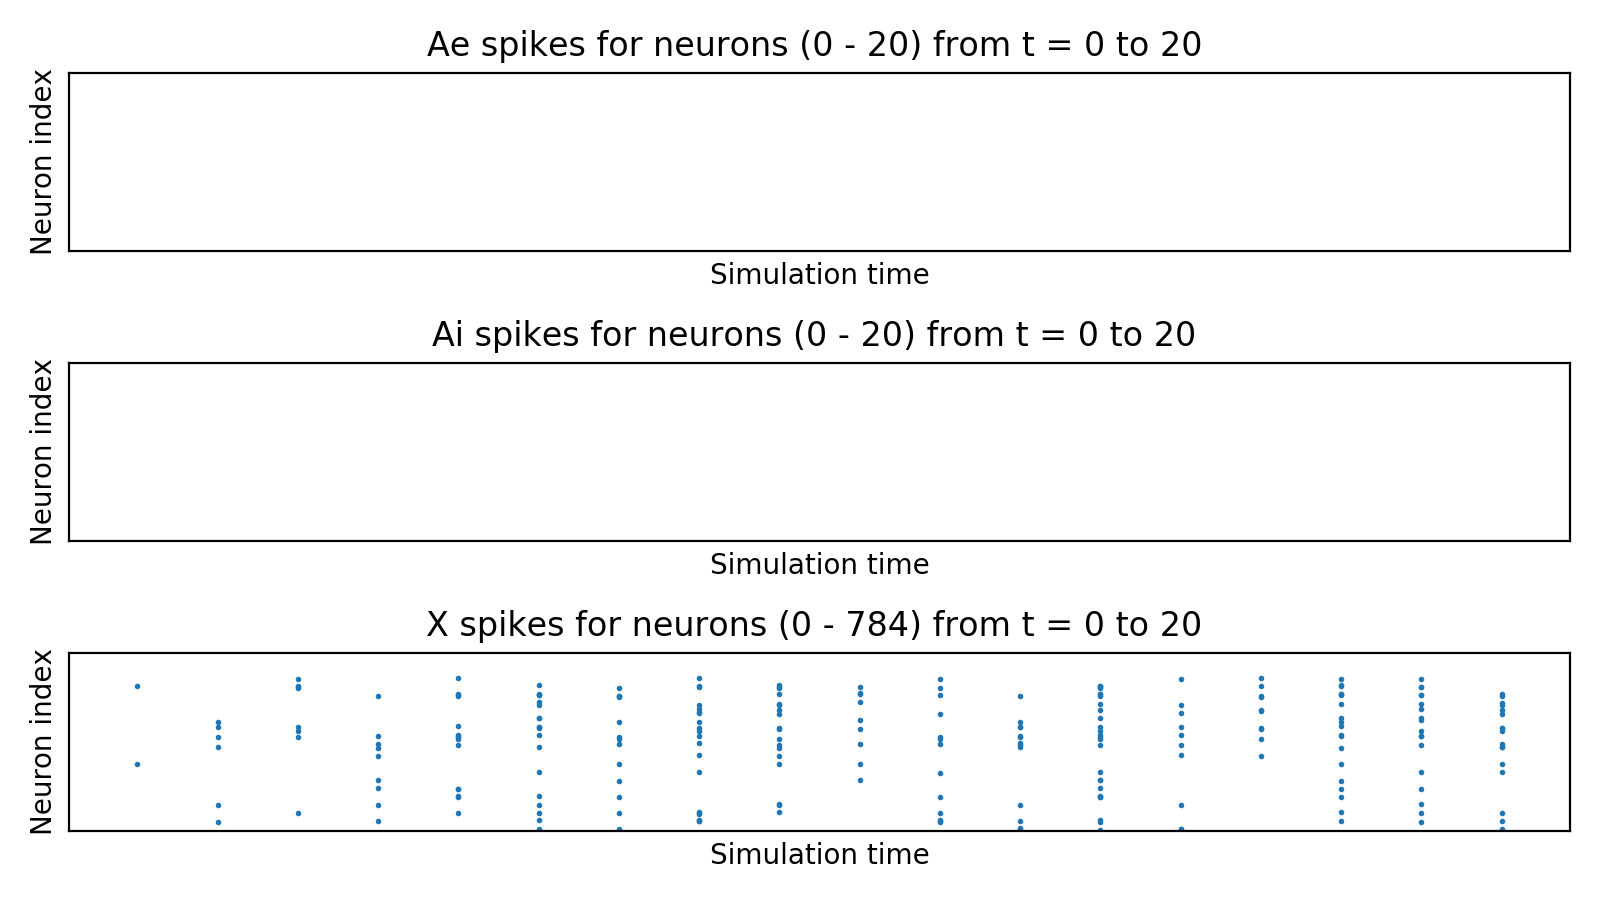 Ae spikes for neurons (0 - 20) from t = 0 to 20
Neuron index
Simulation time
Ai spikes for neurons (0 - 20) from t = 0 to 20
Neuron index
Simulation time
X spikes for neurons (0 - 784) from t = 0 to 20
Neuron index
Simulation time